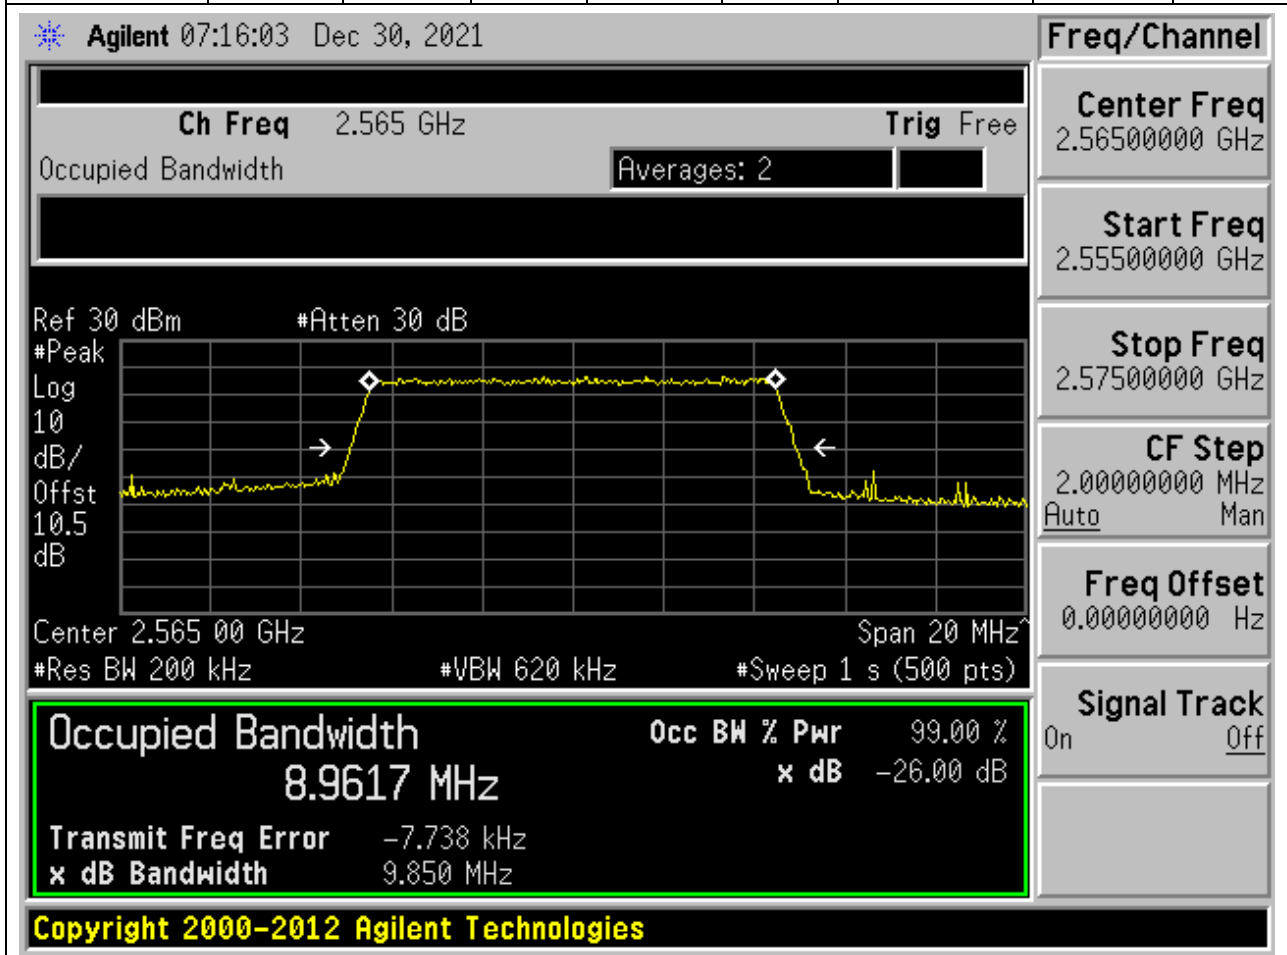 Agilent 07:16:03 Dec 30, 2021
Freq/Channel
Ch Freq 2.565 GHz Trig Free
Occupied Bandwidth Averages: 2
Center Freq
2.56500000 GHz
Start Freq
2.55500000 GHz
Stop Freq
2.57500000 GHz
CF Step
2.00000000 MHz
Auto Man
Freq Offset
0.00000000 Hz
Signal Track
On Off
Ref 30 dBm #Atten 30 dB
#Peak
Log
10
dB/
Offst
10.5
dB
Center 2.565 00 GHz Span 20 MHz^
#Res BW 200 kHz #VBW 620 kHz #Sweep 1 s (500 pts)
Occupied Bandwidth Occ BW % Pwr 99.00 %
8.9617 MHz x dB -26.00 dB
Transmit Freq Error -7.738 kHz
x dB Bandwidth 9.850 MHz
Copyright 2000-2012 Agilent Technologies